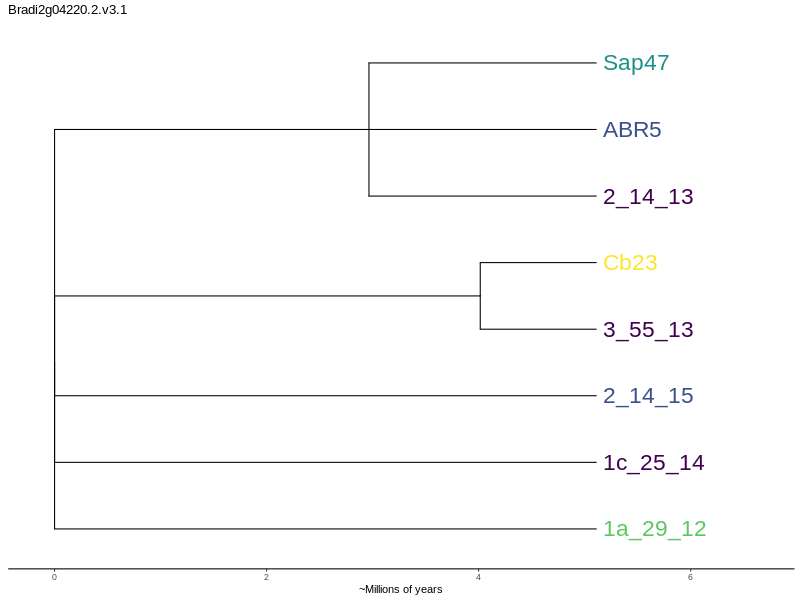 Bradi2g04220.2.v3.1
Sap47
ABR5
2_14_13
Cb23
3_55_13
2_14_15
1c_25_14
1a_29_12
0 2 4 6
~Millions of years